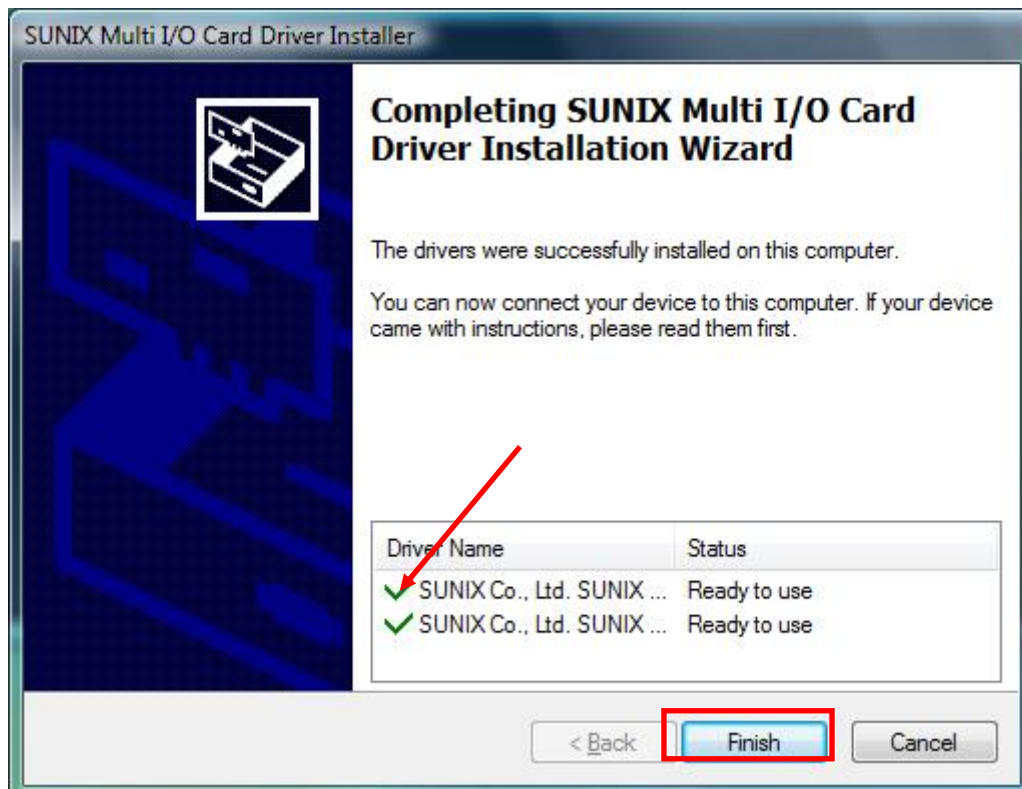 SUNIX Multi I/O Card Driver Installer
Completing SUNIX Multi I/O Card
Driver Installation Wizard
The drivers were successfully installed on this computer.
You can now connect your device to this computer. If your device
came with instructions, please read them first.
Driver Name Status
SUNIX Co., Ltd. SUNIX ... Ready to use
SUNIX Co., Ltd. SUNIX ... Ready to use
< Back Finish Cancel